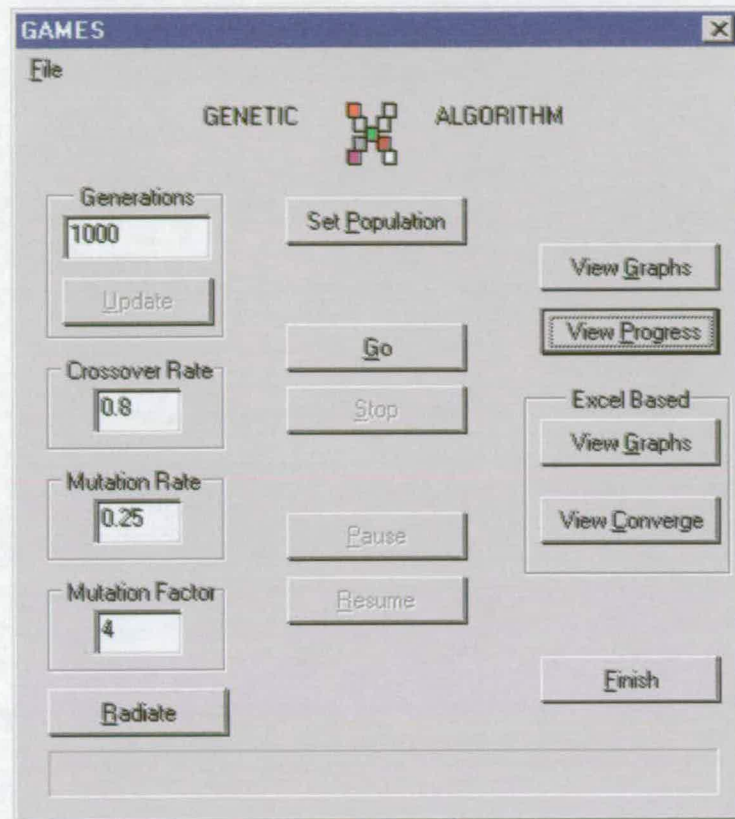 GAMES
File
GENETIC ALGORITHM
Generations
1000
Update
Crossover Rate
0.8
Mutation Rate
0.25
Mutation Factor
4
Radiate
Set Population
Go
Stop
Pause
Resume
View Graphs
View Progress
Excel Based
View Graphs
View Converge
Finish